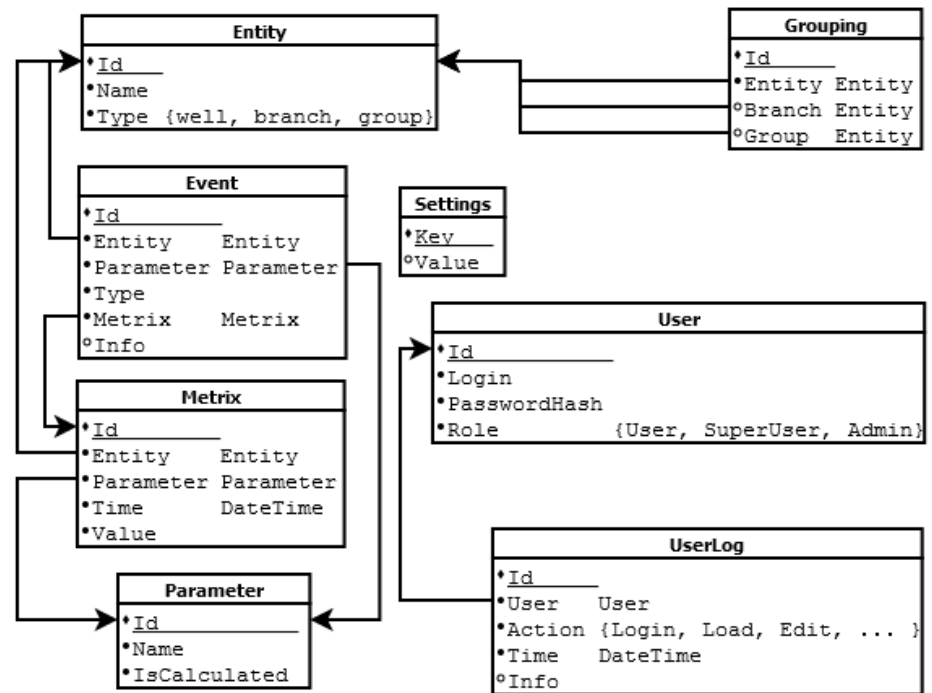 Entity
Id
Name
Type {well, branch, group}
Grouping
Id
Entity Entity
Branch Entity
Group Entity
Event
Id
Entity Entity
Parameter Parameter
Type
Metrix Metrix
Info
Settings
Key
Value
User
Id
Login
PasswordHash
Role {User, SuperUser, Admin}
Metrix
Id
Entity Entity
Parameter Parameter
Time DateTime
Value
UserLog
Id
User User
Action {Login, Load, Edit, ... }
Time DateTime
Info
Parameter
Id
Name
IsCalculated